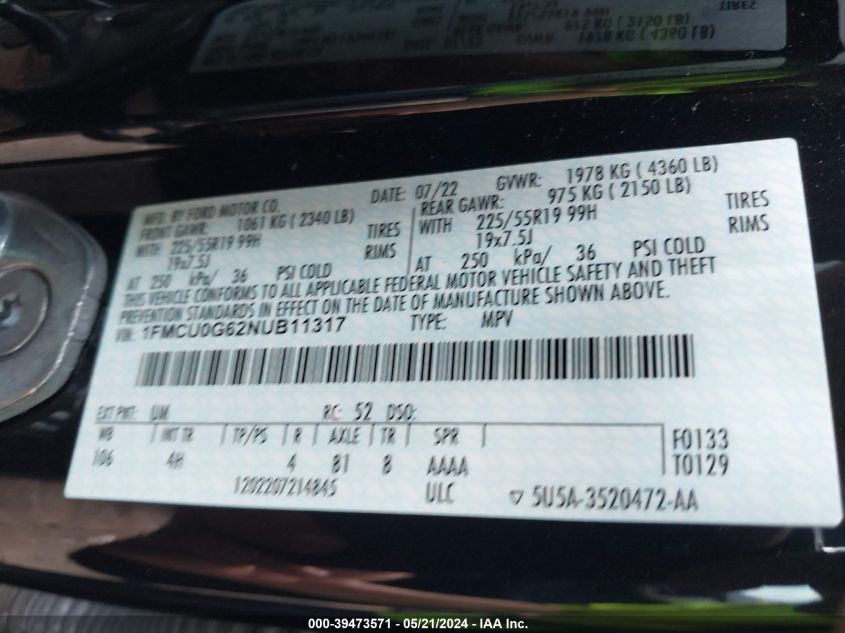 MFD. BY FORD MOTOR CO. DATE: 07/22 GVWR: 1978 KG ( 4360 LB)
FRONT GAWR: 1061 KG ( 2340 LB) REAR GAWR: 975 KG ( 2150 LB)
WITH 225/55R19 99H TIRES WITH 225/55R19 99H TIRES
19x7.5J RIMS 19x7.5J RIMS
AT 250 kPa/ 36 PSI COLD AT 250 kPa/ 36 PSI COLD
THIS VEHICLE CONFORMS TO ALL APPLICABLE FEDERAL MOTOR VEHICLE SAFETY AND THEFT
PREVENTION STANDARDS IN EFFECT ON THE DATE OF MANUFACTURE SHOWN ABOVE.
VIN: 1FMCU0G62NUB11317 TYPE: MPV
EXT PNT: UM RC: 52 DSO:
WB INT TR TP/PS R AXLE TR SPR F0133
106 4H 4 81 8 AAAA T0129
1202207214845 ULC 5U5A-3520472-AA
000-39473571 - 05/21/2024 - IAA Inc.